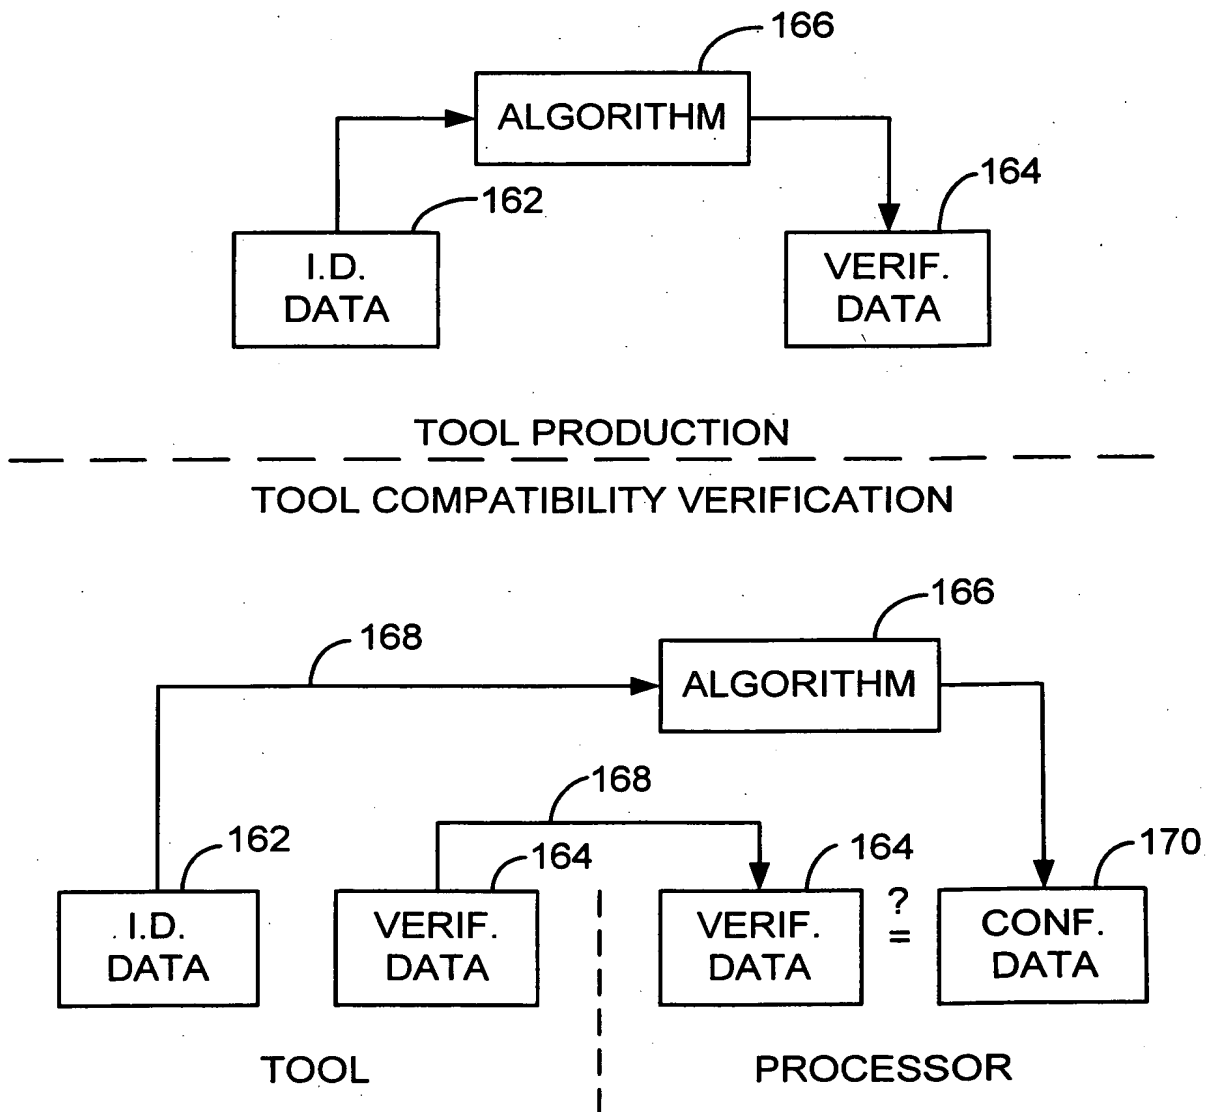 166
ALGORITHM
164
162
I.D.
DATA
VERIF.
DATA
TOOL PRODUCTION
TOOL COMPATIBILITY VERIFICATION
166
168
ALGORITHM
168
162
164
164
170
I.D.
DATA
VERIF.
DATA
VERIF.
DATA
?
=
CONF.
DATA
TOOL
PROCESSOR